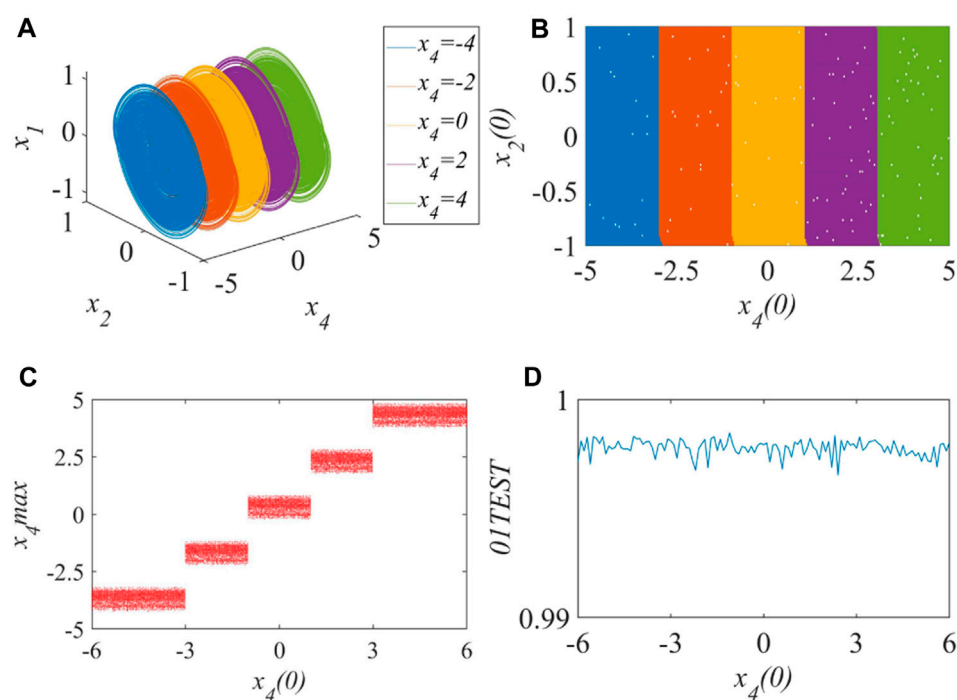 A
x₁
1
0
-1
1
0
-1
x₂
-5
0
5
x₄
x₄=-4
x₄=-2
x₄=0
x₄=2
x₄=4
B
x₂(0)
1
0.5
0
-0.5
-1
-5 -2.5 0 2.5 5
x₄(0)
C
x₄max
5
2.5
0
-2.5
-5
-6 -3 0 3 6
x₄(0)
D
01TEST
1
0.99
-6 -3 0 3 6
x₄(0)